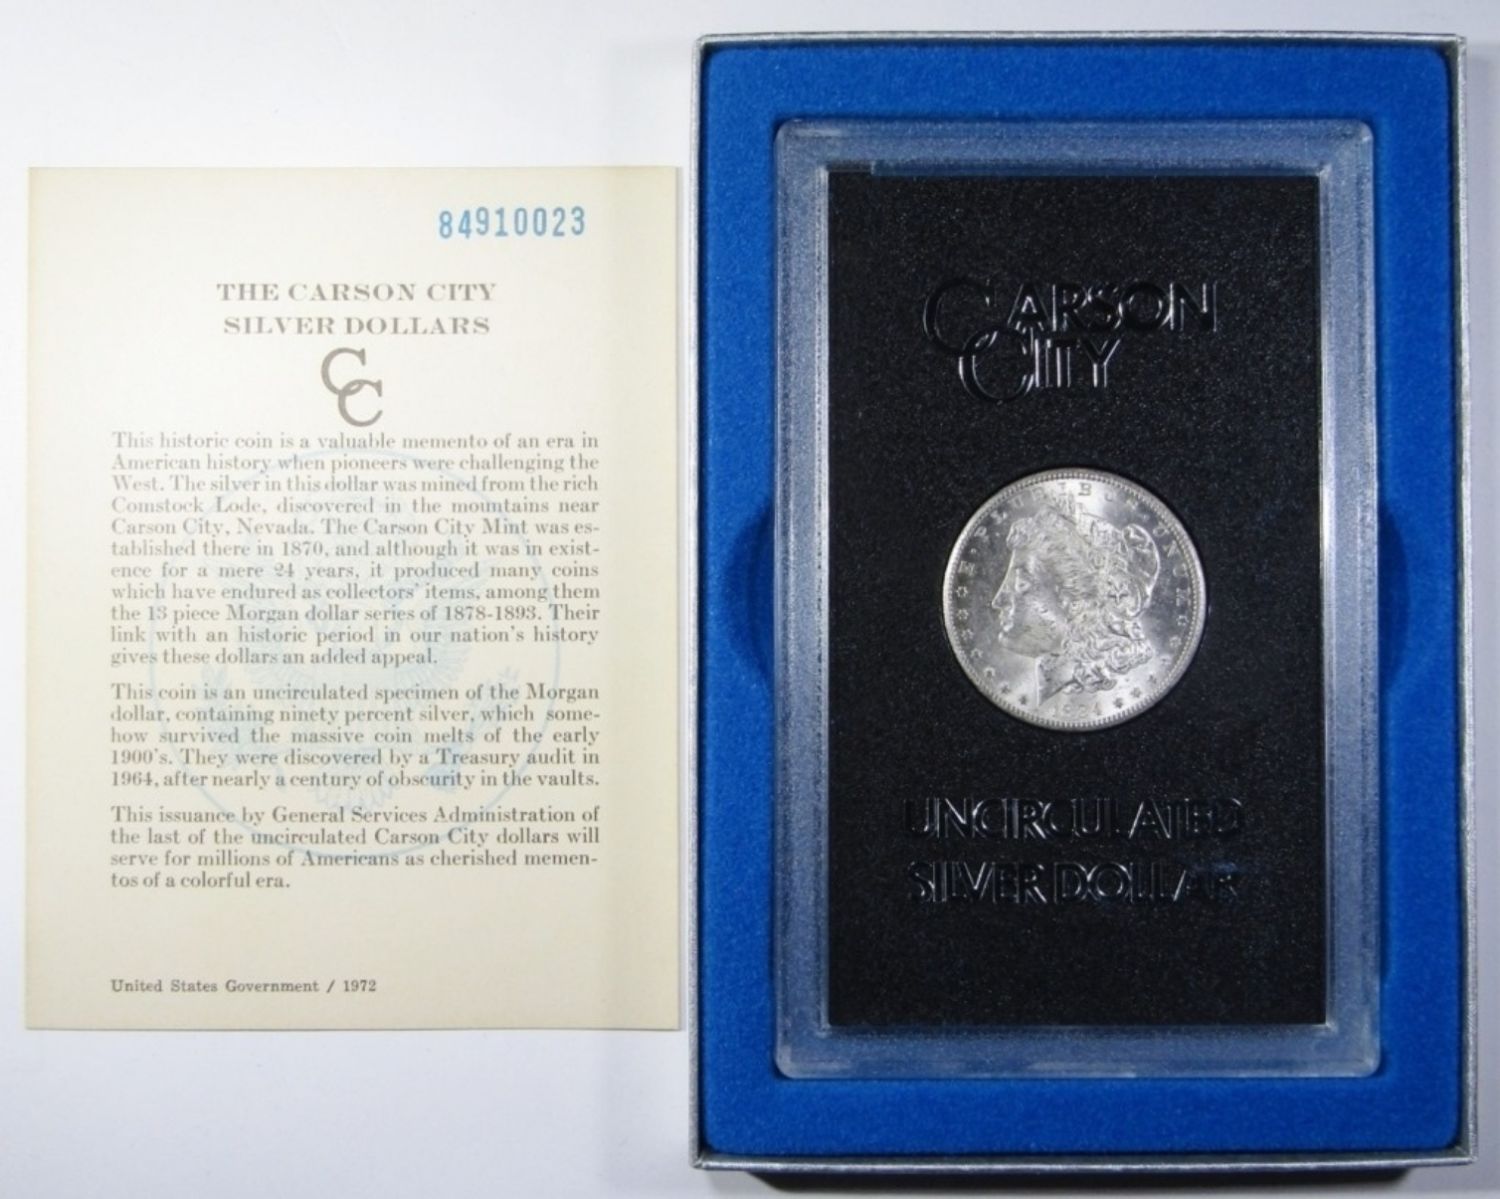 84910023
THE CARSON CITY
SILVER DOLLARS
CC
This historic coin is a valuable memento of an era in
American history when pioneers were challenging the
West. The silver in this dollar was mined from the rich
Comstock Lode, discovered in the mountains near
Carson City, Nevada. The Carson City Mint was es-
tablished there in 1870, and although it was in exist-
ence for a mere 24 years, it produced many coins
which have endured as collectors' items, among them
the 13 piece Morgan dollar series of 1878-1893. Their
link with an historic period in our nation's history
gives these dollars an added appeal.
This coin is an uncirculated specimen of the Morgan
dollar, containing ninety percent silver, which some-
how survived the massive coin melts of the early
1900's. They were discovered by a Treasury audit in
1964, after nearly a century of obscurity in the vaults.
This issuance by General Services Administration of
the last of the uncirculated Carson City dollars will
serve for millions of Americans as cherished memen-
tos of a colorful era.
United States Government / 1972
CARSON
CITY
E·PLURIBUS·UNUM
1884
UNCIRCULATED
SILVER DOLLAR